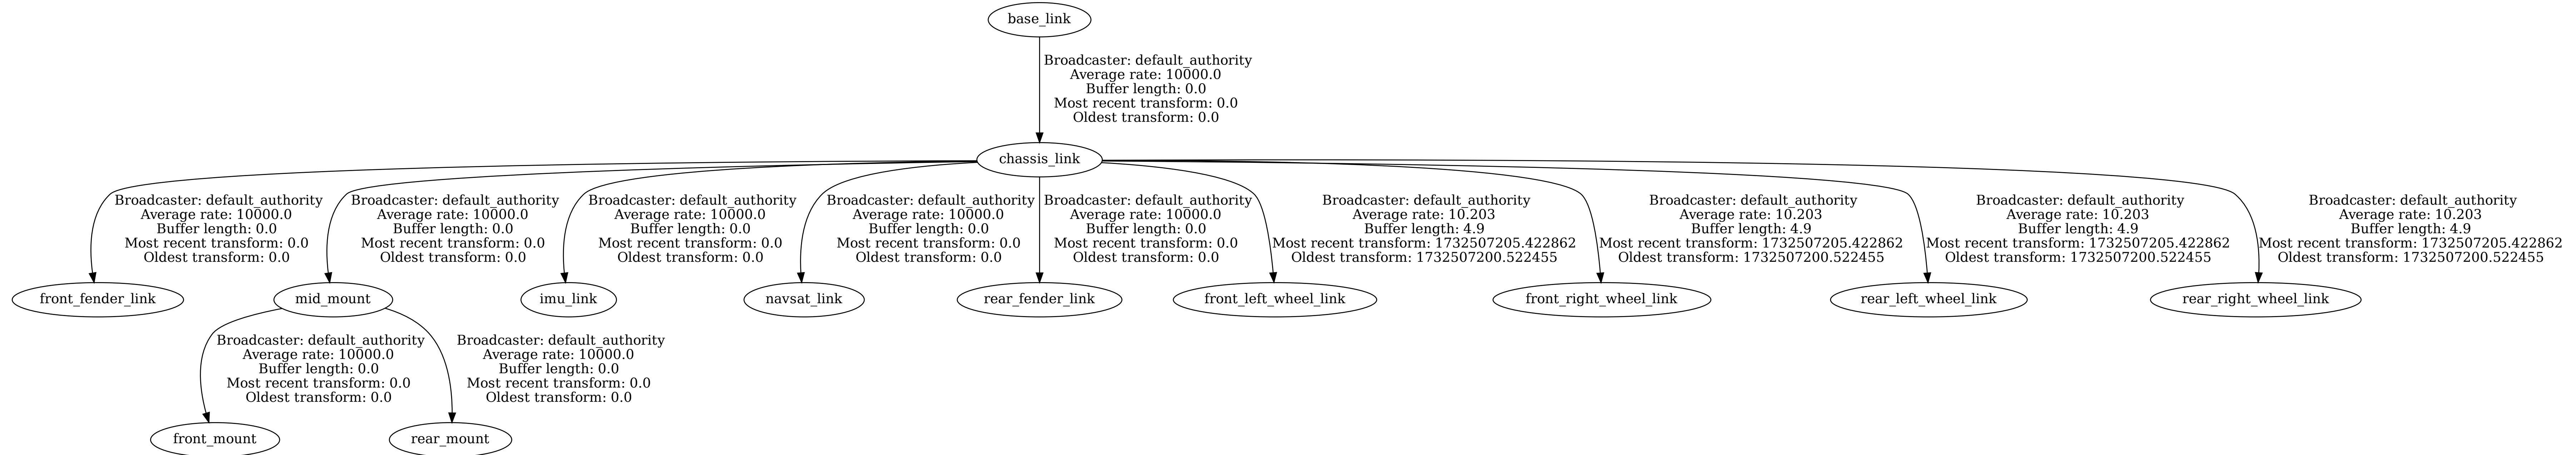 base_link
Broadcaster: default_authority
Average rate: 10000.0
Buffer length: 0.0
Most recent transform: 0.0
Oldest transform: 0.0
chassis_link
Broadcaster: default_authority
Average rate: 10000.0
Buffer length: 0.0
Most recent transform: 0.0
Oldest transform: 0.0
Broadcaster: default_authority
Average rate: 10000.0
Buffer length: 0.0
Most recent transform: 0.0
Oldest transform: 0.0
Broadcaster: default_authority
Average rate: 10000.0
Buffer length: 0.0
Most recent transform: 0.0
Oldest transform: 0.0
Broadcaster: default_authority
Average rate: 10000.0
Buffer length: 0.0
Most recent transform: 0.0
Oldest transform: 0.0
Broadcaster: default_authority
Average rate: 10000.0
Buffer length: 0.0
Most recent transform: 0.0
Oldest transform: 0.0
Broadcaster: default_authority
Average rate: 10.203
Buffer length: 4.9
Most recent transform: 1732507205.422862
Oldest transform: 1732507200.522455
Broadcaster: default_authority
Average rate: 10.203
Buffer length: 4.9
Most recent transform: 1732507205.422862
Oldest transform: 1732507200.522455
Broadcaster: default_authority
Average rate: 10.203
Buffer length: 4.9
Most recent transform: 1732507205.422862
Oldest transform: 1732507200.522455
Broadcaster: default_authority
Average rate: 10.203
Buffer length: 4.9
Most recent transform: 1732507205.422862
Oldest transform: 1732507200.522455
front_fender_link
mid_mount
imu_link
navsat_link
rear_fender_link
front_left_wheel_link
front_right_wheel_link
rear_left_wheel_link
rear_right_wheel_link
Broadcaster: default_authority
Average rate: 10000.0
Buffer length: 0.0
Most recent transform: 0.0
Oldest transform: 0.0
Broadcaster: default_authority
Average rate: 10000.0
Buffer length: 0.0
Most recent transform: 0.0
Oldest transform: 0.0
front_mount
rear_mount